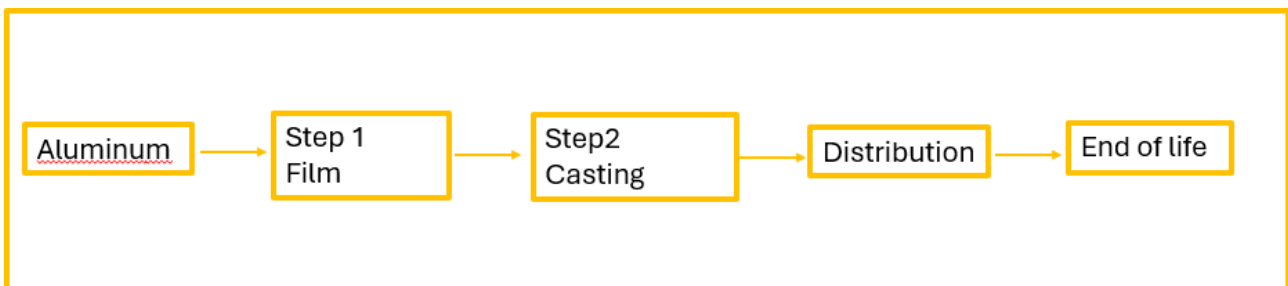 Aluminum
Step 1
Film
Step2
Casting
Distribution
End of life